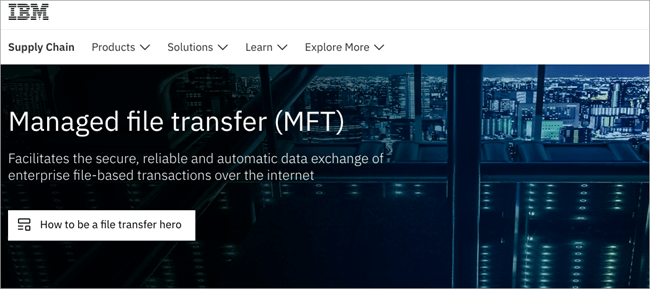 IBM
Supply Chain Products Solutions Learn Explore More
Managed file transfer (MFT)
Facilitates the secure, reliable and automatic data exchange of
enterprise file-based transactions over the internet
How to be a file transfer hero